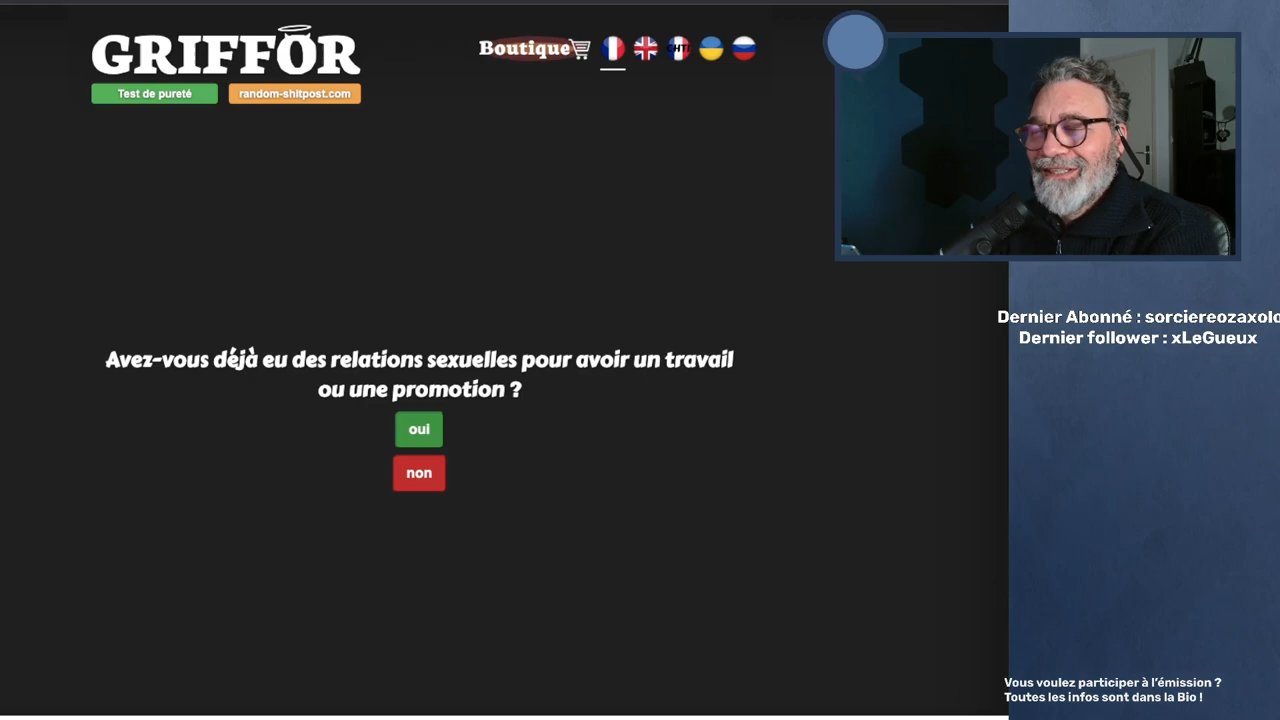 GRIFFOR
Boutique
CHTI
Test de pureté
random-shitpost.com
Avez-vous déjà eu des relations sexuelles pour avoir un travail
ou une promotion ?
oui
non
Dernier Abonné : sorciereozaxolo
Dernier follower : xLeGueux
Vous voulez participer à l'émission ?
Toutes les infos sont dans la Bio !